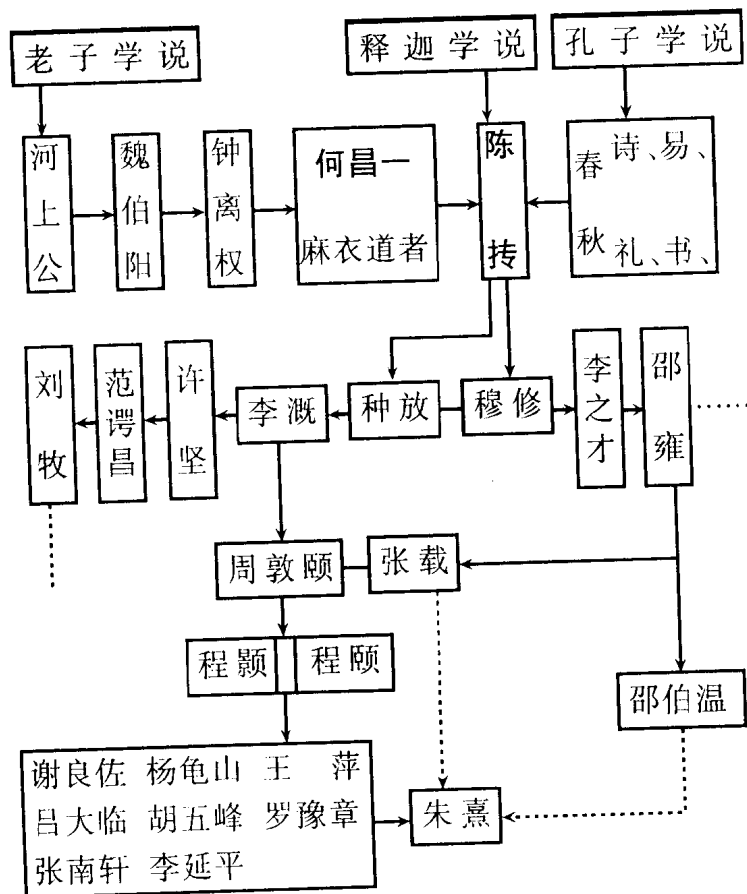 老子学说
释迦学说
孔子学说
河上公
魏伯阳
钟离权
何昌一
麻衣道者
陈抟
春秋
诗、易、
礼、书、
刘牧
范谔昌
许坚
李溉
种放
穆修
李之才
邵雍
周敦颐
张载
程颢
程颐
邵伯温
谢良佐 杨龟山 王 萍
吕大临 胡五峰 罗豫章
张南轩 李延平
朱熹